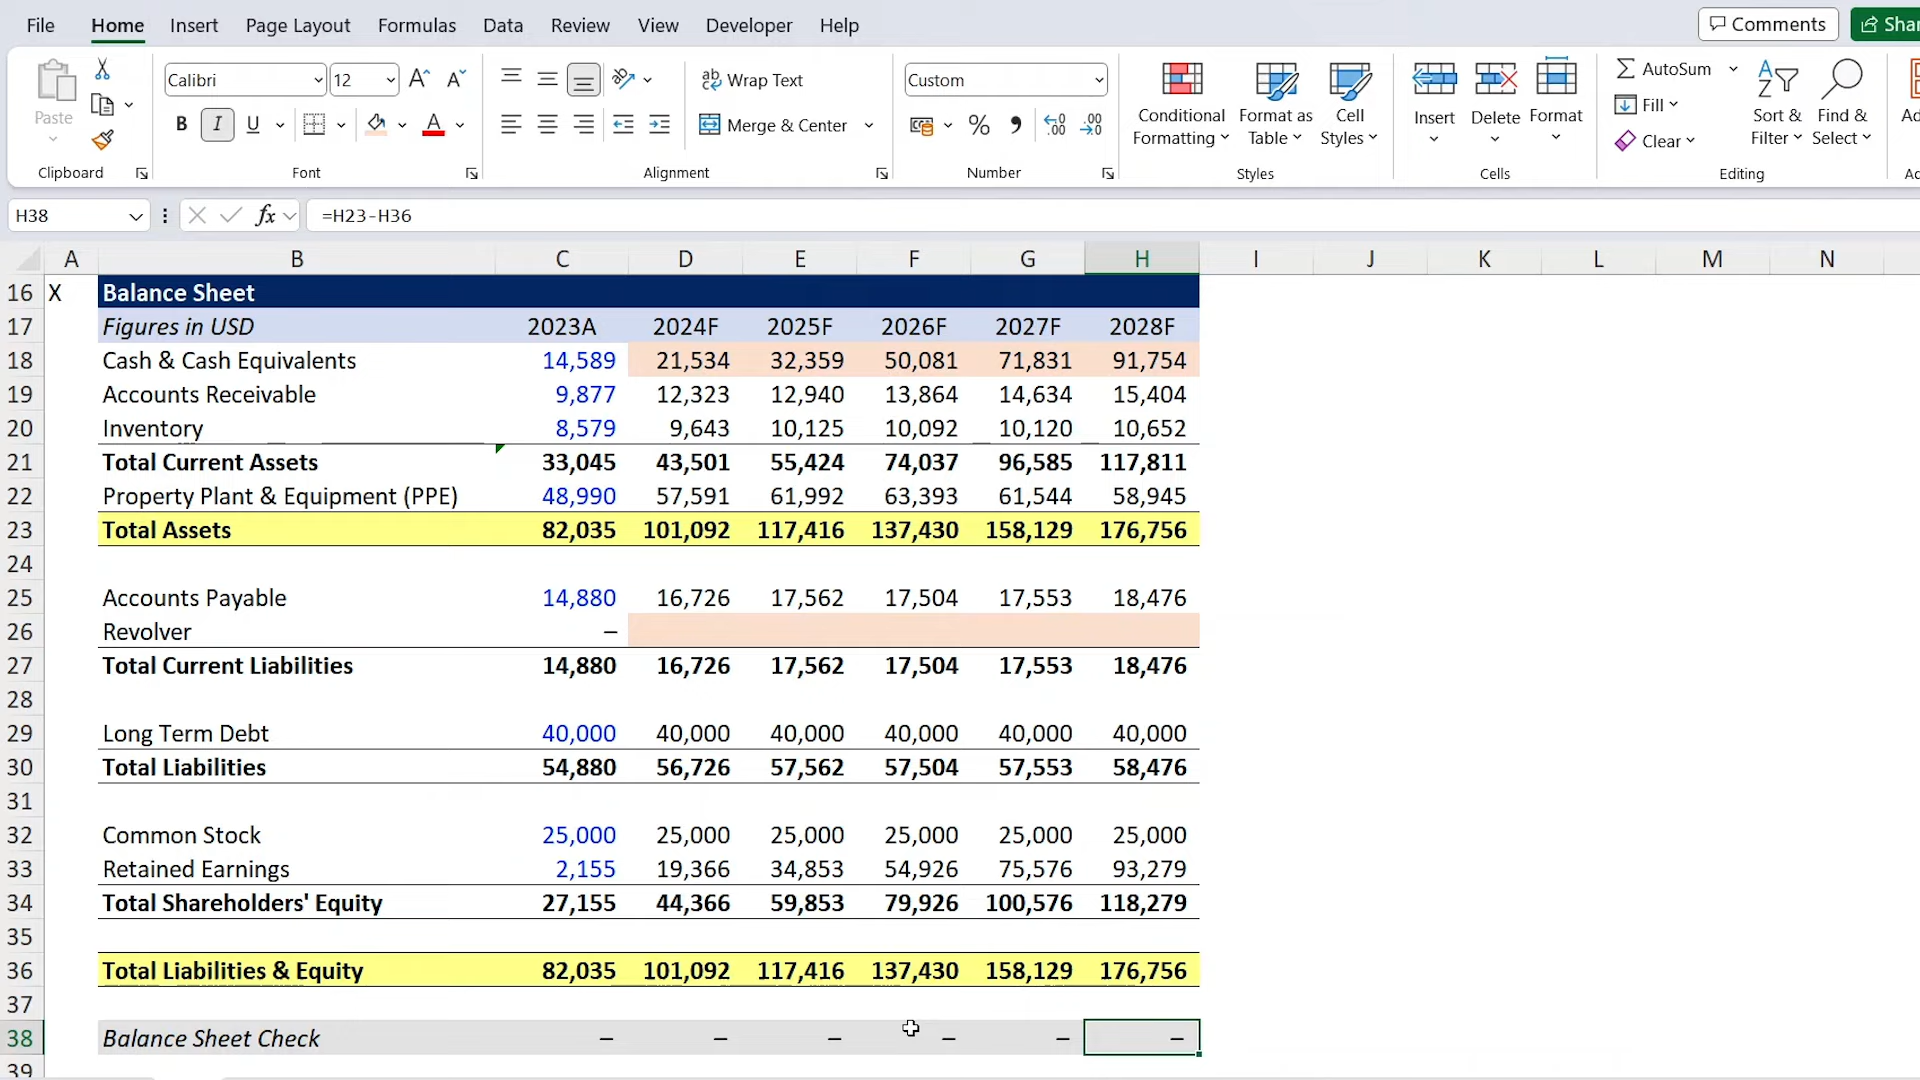 File Home Insert Page Layout Formulas Data Review View Developer Help Comments
Calibri 12 Wrap Text Custom AutoSum
Paste B I U Merge & Center % Conditional Formatting Format as Table Cell Styles Insert Delete Format Fill Clear Sort & Filter Find & Select
Clipboard Font Alignment Number Styles Cells Editing
H38 fx =H23-H36
A B C D E F G H I J K L M N
16 X Balance Sheet
17 Figures in USD 2023A 2024F 2025F 2026F 2027F 2028F
18 Cash & Cash Equivalents 14,589 21,534 32,359 50,081 71,831 91,754
19 Accounts Receivable 9,877 12,323 12,940 13,864 14,634 15,404
20 Inventory 8,579 9,643 10,125 10,092 10,120 10,652
21 Total Current Assets 33,045 43,501 55,424 74,037 96,585 117,811
22 Property Plant & Equipment (PPE) 48,990 57,591 61,992 63,393 61,544 58,945
23 Total Assets 82,035 101,092 117,416 137,430 158,129 176,756
24
25 Accounts Payable 14,880 16,726 17,562 17,504 17,553 18,476
26 Revolver –
27 Total Current Liabilities 14,880 16,726 17,562 17,504 17,553 18,476
28
29 Long Term Debt 40,000 40,000 40,000 40,000 40,000 40,000
30 Total Liabilities 54,880 56,726 57,562 57,504 57,553 58,476
31
32 Common Stock 25,000 25,000 25,000 25,000 25,000 25,000
33 Retained Earnings 2,155 19,366 34,853 54,926 75,576 93,279
34 Total Shareholders' Equity 27,155 44,366 59,853 79,926 100,576 118,279
35
36 Total Liabilities & Equity 82,035 101,092 117,416 137,430 158,129 176,756
37
38 Balance Sheet Check – – – – – –
39